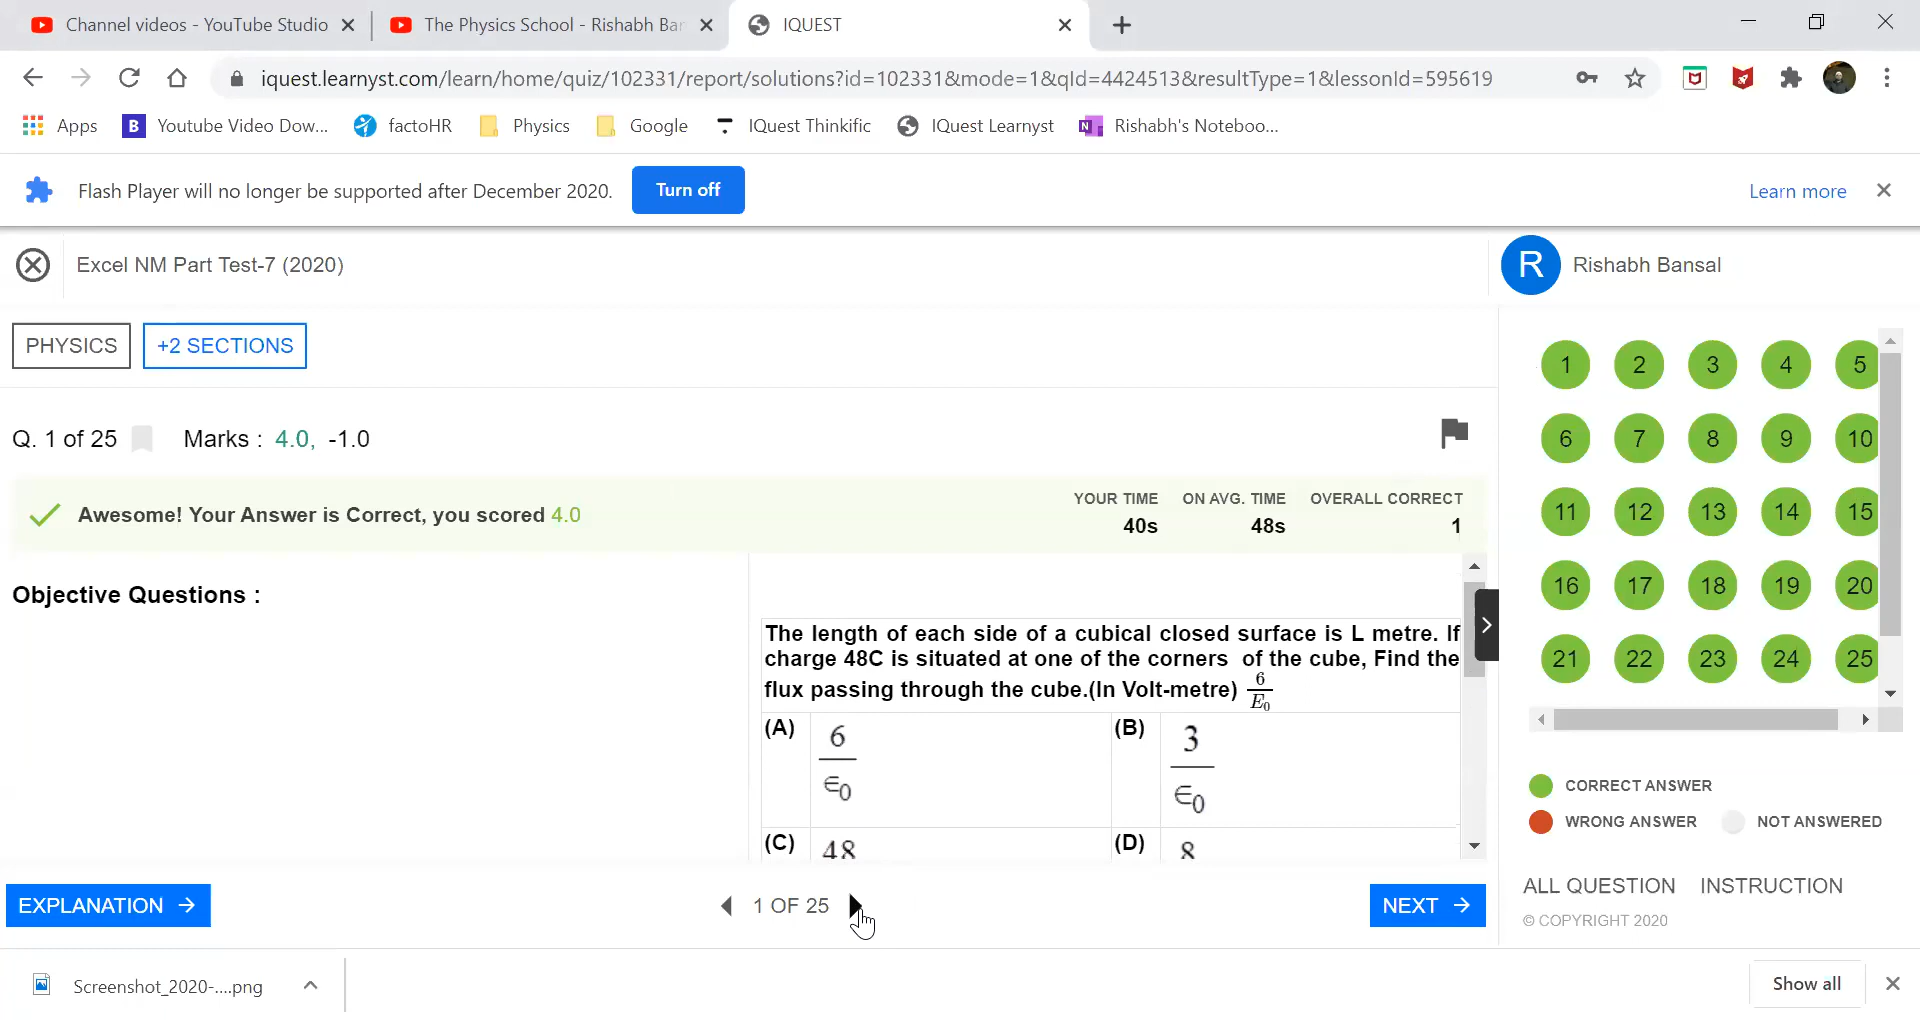 Channel videos - YouTube Studio
The Physics School - Rishabh Bar
IQUEST
iquest.learnyst.com/learn/home/quiz/102331/report/solutions?id=102331&mode=1&qId=4424513&resultType=1&lessonId=595619
Apps
B Youtube Video Dow...
factoHR
Physics
Google
IQuest Thinkific
IQuest Learnyst
N Rishabh's Noteboo...
Flash Player will no longer be supported after December 2020.
Turn off
Learn more
Excel NM Part Test-7 (2020)
R Rishabh Bansal
PHYSICS
+2 SECTIONS
Q. 1 of 25 Marks : 4.0, -1.0
Awesome! Your Answer is Correct, you scored 4.0
YOUR TIME ON AVG. TIME OVERALL CORRECT
40s 48s 1
Objective Questions :
The length of each side of a cubical closed surface is L metre. If
charge 48C is situated at one of the corners of the cube, Find the
flux passing through the cube.(In Volt-metre) 6/E₀
(A) 6/∈₀ (B) 3/∈₀
(C) 48 (D) 8
EXPLANATION →
1 OF 25
NEXT →
1 2 3 4 5
6 7 8 9 10
11 12 13 14 15
16 17 18 19 20
21 22 23 24 25
CORRECT ANSWER
WRONG ANSWER NOT ANSWERED
ALL QUESTION INSTRUCTION
© COPYRIGHT 2020
Screenshot_2020-....png
Show all